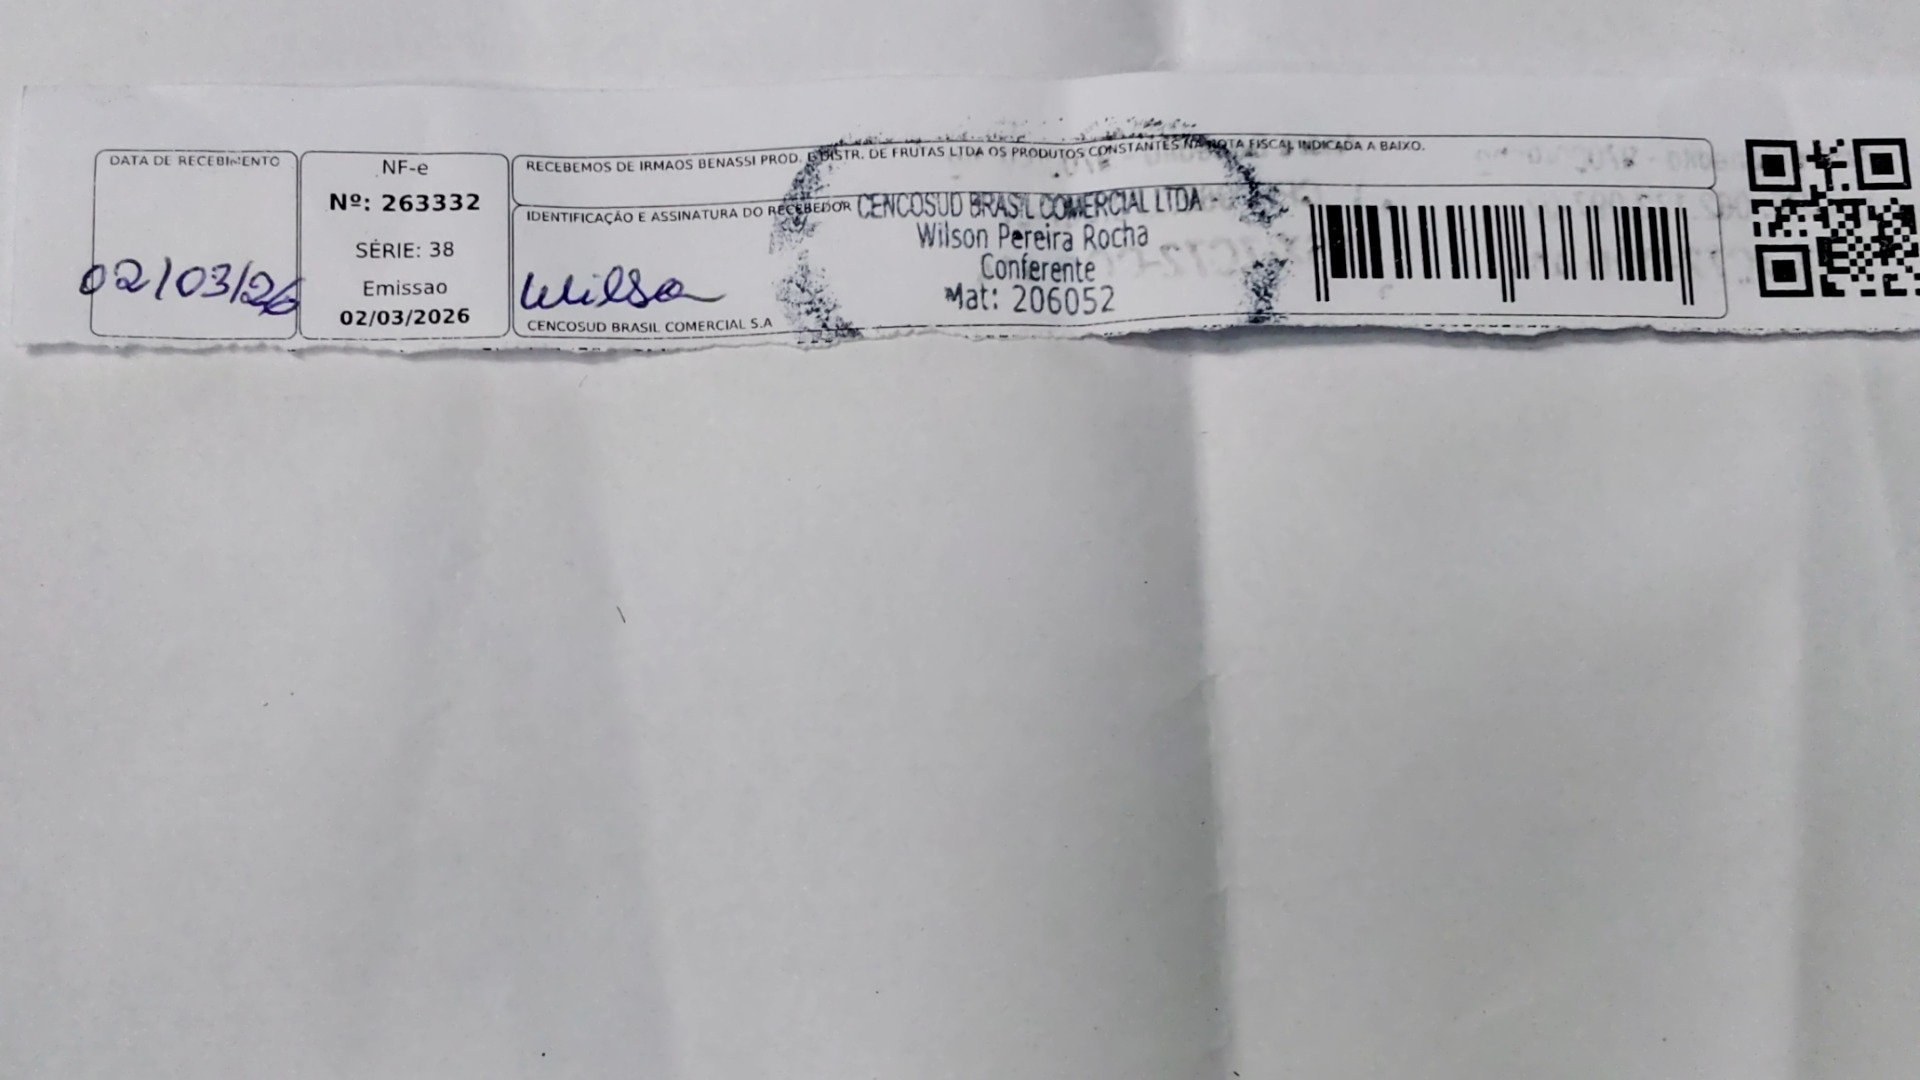 DATA DE RECEBIMENTO
02/03/26
NF-e
Nº: 263332
SÉRIE: 38
Emissao
02/03/2026
RECEBEMOS DE IRMAOS BENASSI PROD. E DISTR. DE FRUTAS LTDA OS PRODUTOS CONSTANTES NA NOTA FISCAL INDICADA A BAIXO.
IDENTIFICAÇÃO E ASSINATURA DO RECEBEDOR
Wilson
CENCOSUD BRASIL COMERCIAL S.A
CENCOSUD BRASIL COMERCIAL LTDA
Wilson Pereira Rocha
Conferente
Mat: 206052